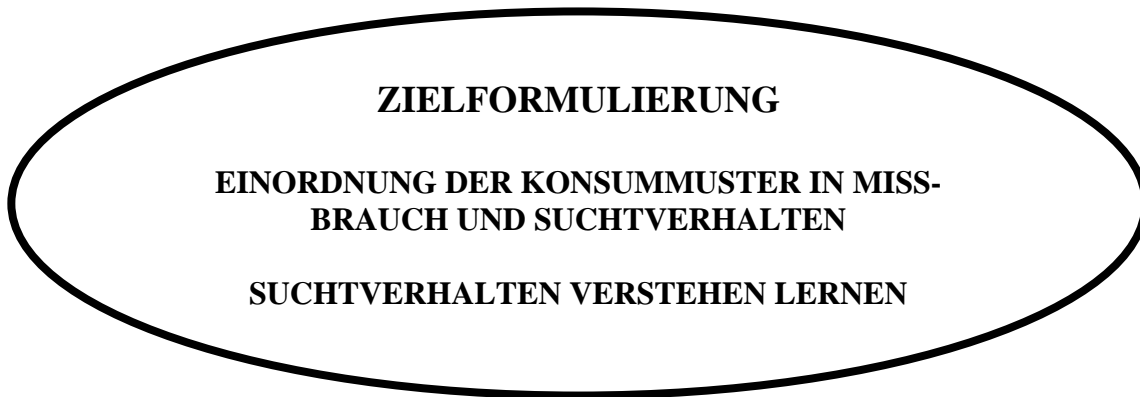 ZIELFORMULIERUNG
EINORDNUNG DER KONSUMMUSTER IN MISS-
BRAUCH UND SUCHTVERHALTEN
SUCHTVERHALTEN VERSTEHEN LERNEN